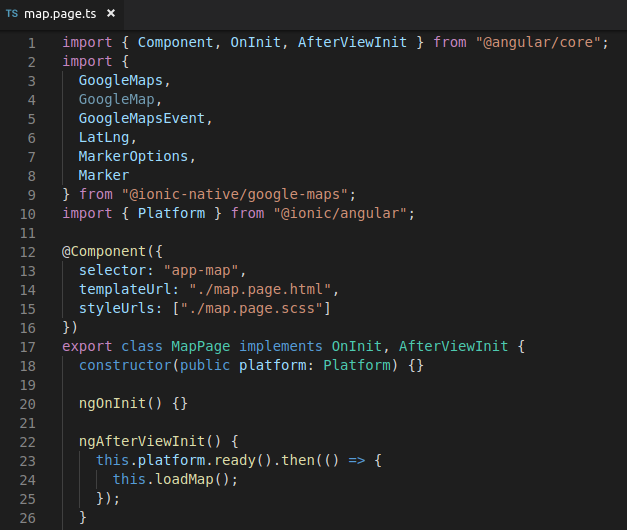 TS map.page.ts ×
1 import { Component, OnInit, AfterViewInit } from "@angular/core";
2 import {
3   GoogleMaps,
4   GoogleMap,
5   GoogleMapsEvent,
6   LatLng,
7   MarkerOptions,
8   Marker
9 } from "@ionic-native/google-maps";
10 import { Platform } from "@ionic/angular";
11
12 @Component({
13   selector: "app-map",
14   templateUrl: "./map.page.html",
15   styleUrls: ["./map.page.scss"]
16 })
17 export class MapPage implements OnInit, AfterViewInit {
18   constructor(public platform: Platform) {}
19
20   ngOnInit() {}
21
22   ngAfterViewInit() {
23     this.platform.ready().then(() => {
24       this.loadMap();
25     });
26   }